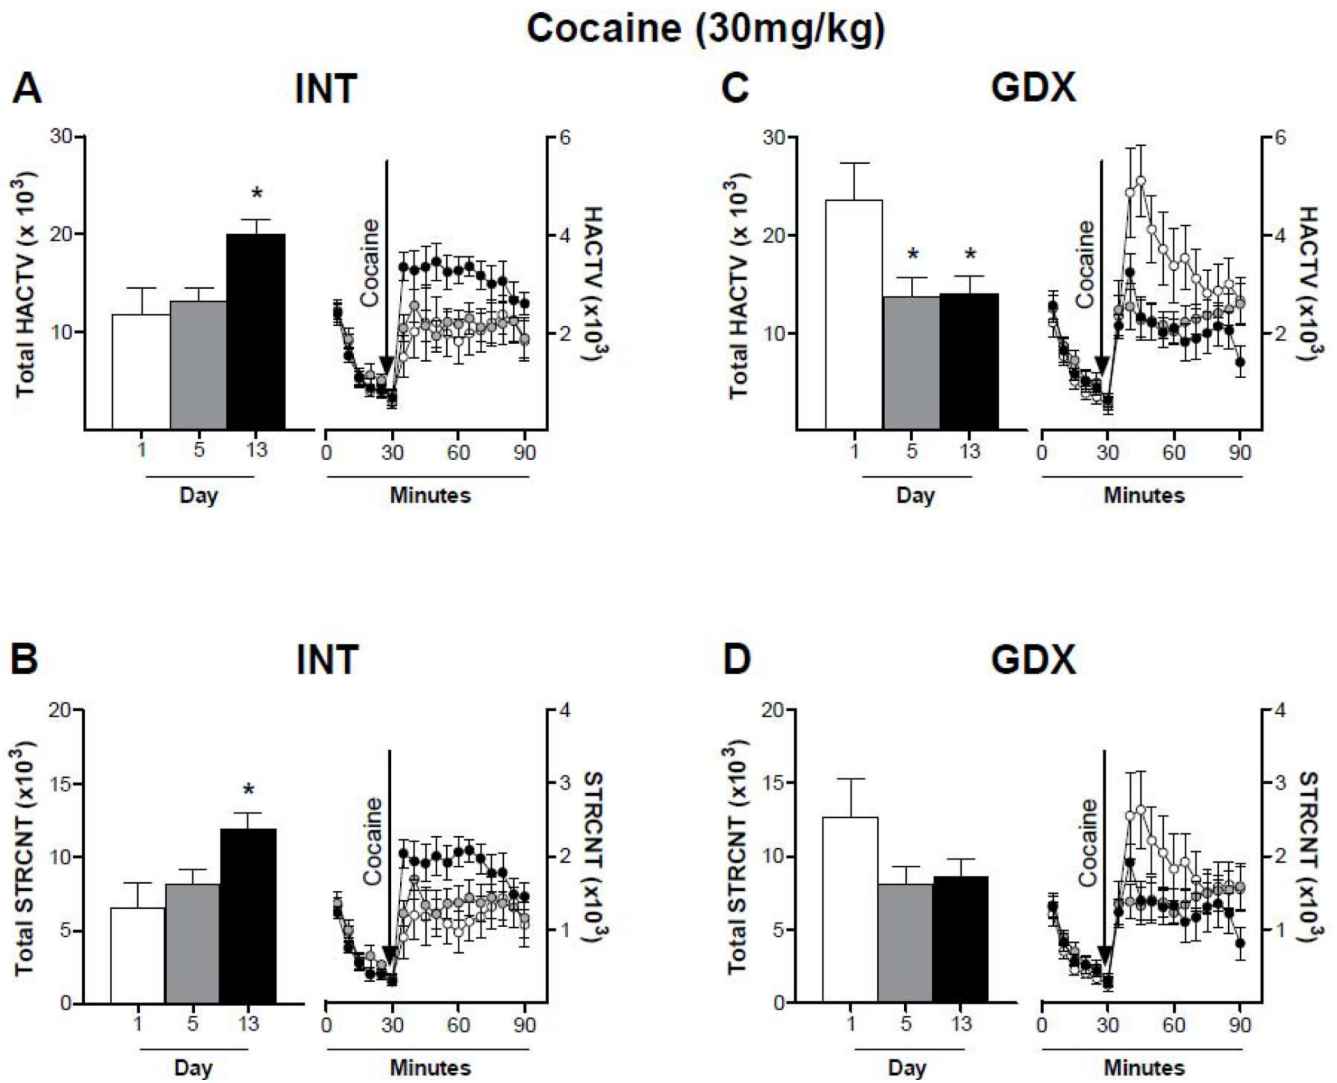 Cocaine (30mg/kg)
A
INT
Total HACTV (x 10³)
30
20
10
*
1
5
13
Day
Cocaine
0
30
60
90
Minutes
6
4
2
HACTV (x10³)
C
GDX
Total HACTV (x 10³)
30
20
10
*
*
1
5
13
Day
Cocaine
0
30
60
90
Minutes
6
4
2
HACTV (x10³)
B
INT
Total STRCNT (x10³)
20
15
10
5
0
*
1
5
13
Day
Cocaine
0
30
60
90
Minutes
4
3
2
1
STRCNT (x10³)
D
GDX
Total STRCNT (x10³)
20
15
10
5
0
1
5
13
Day
Cocaine
0
30
60
90
Minutes
4
3
2
1
STRCNT (x10³)